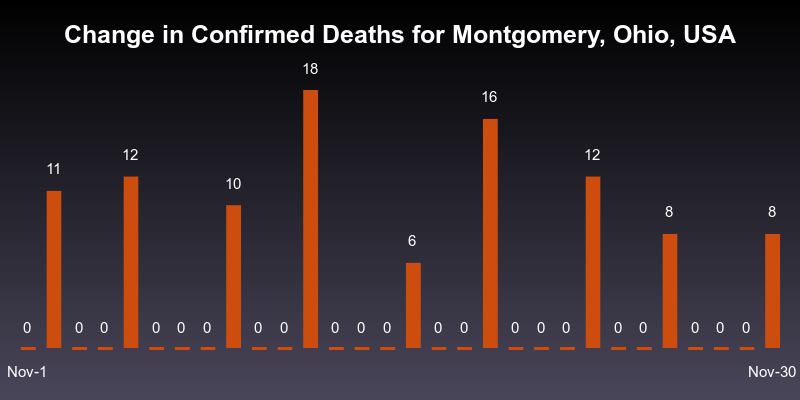 Change in Confirmed Deaths for Montgomery, Ohio, USA
0 11 0 0 12 0 0 0 10 0 0 18 0 0 0 6 0 0 16 0 0 0 12 0 0 8 0 0 0 8
Nov-1 Nov-30